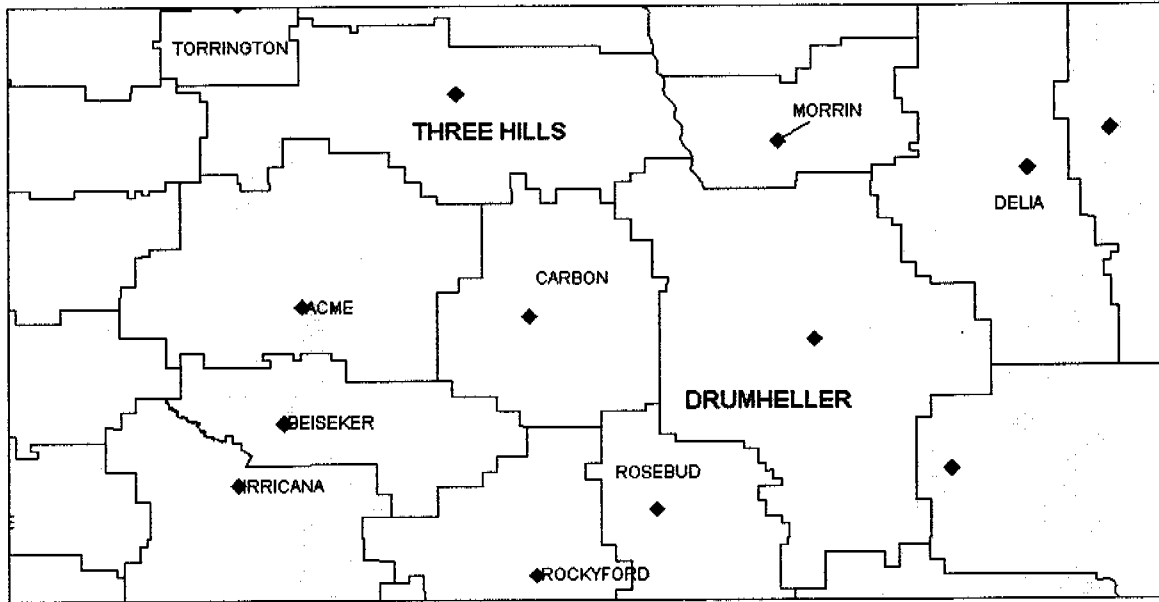 TORRINGTON
MORRIN
THREE HILLS
DELIA
CARBON
ACME
DRUMHELLER
BEISEKER
ROSEBUD
IRRICANA
ROCKYFORD